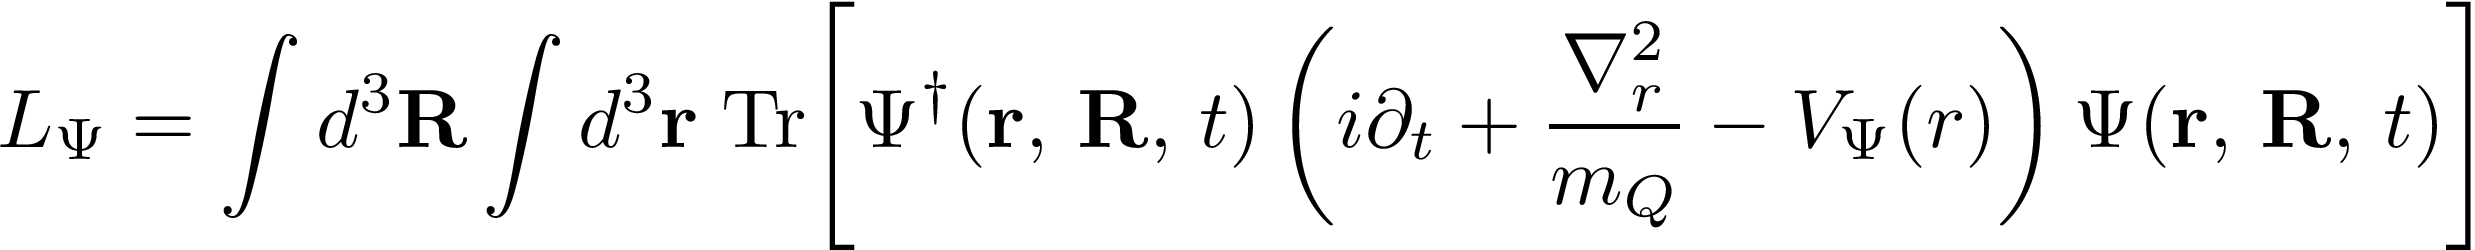 $L_{\Psi} = \int d^3\mathbf{R} \int d^3\mathbf{r} \; \mathrm{Tr}\left[ \Psi^{\dagger}(\mathbf{r}, \mathbf{R}, t) \left( i\partial_t + \frac{\nabla_r^2}{m_Q} - V_{\Psi}(r) \right) \Psi(\mathbf{r}, \mathbf{R}, t) \right]$